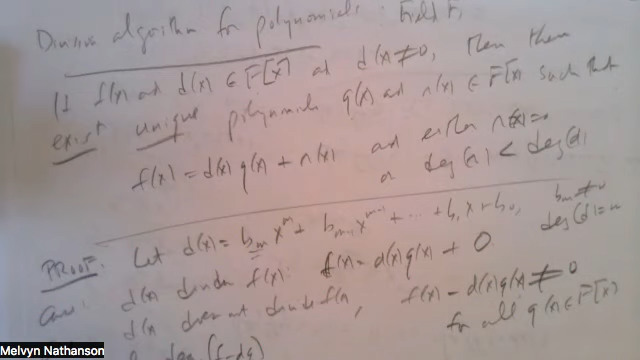 Division algorithm for polynomials. Field F,
If f(x) and d(x) ∈ F[x] and d(x) ≠ 0, then there
exist unique polynomials q(x) and r(x) ∈ F[x] such that
f(x) = d(x) q(x) + r(x) and either r(x) = 0
or deg(r) < deg(d)
PROOF. Let d(x) = b_m x^m + b_{m-1} x^{m-1} + ... + b_1 x + b_0, b_m ≠ 0
deg(d) = m
d(x) divides f(x): f(x) = d(x)q(x) + 0
d(x) does not divide f(x), f(x) - d(x)q(x) ≠ 0
for all q(x) ∈ F[x]
deg (f-dq)
Melvyn Nathanson